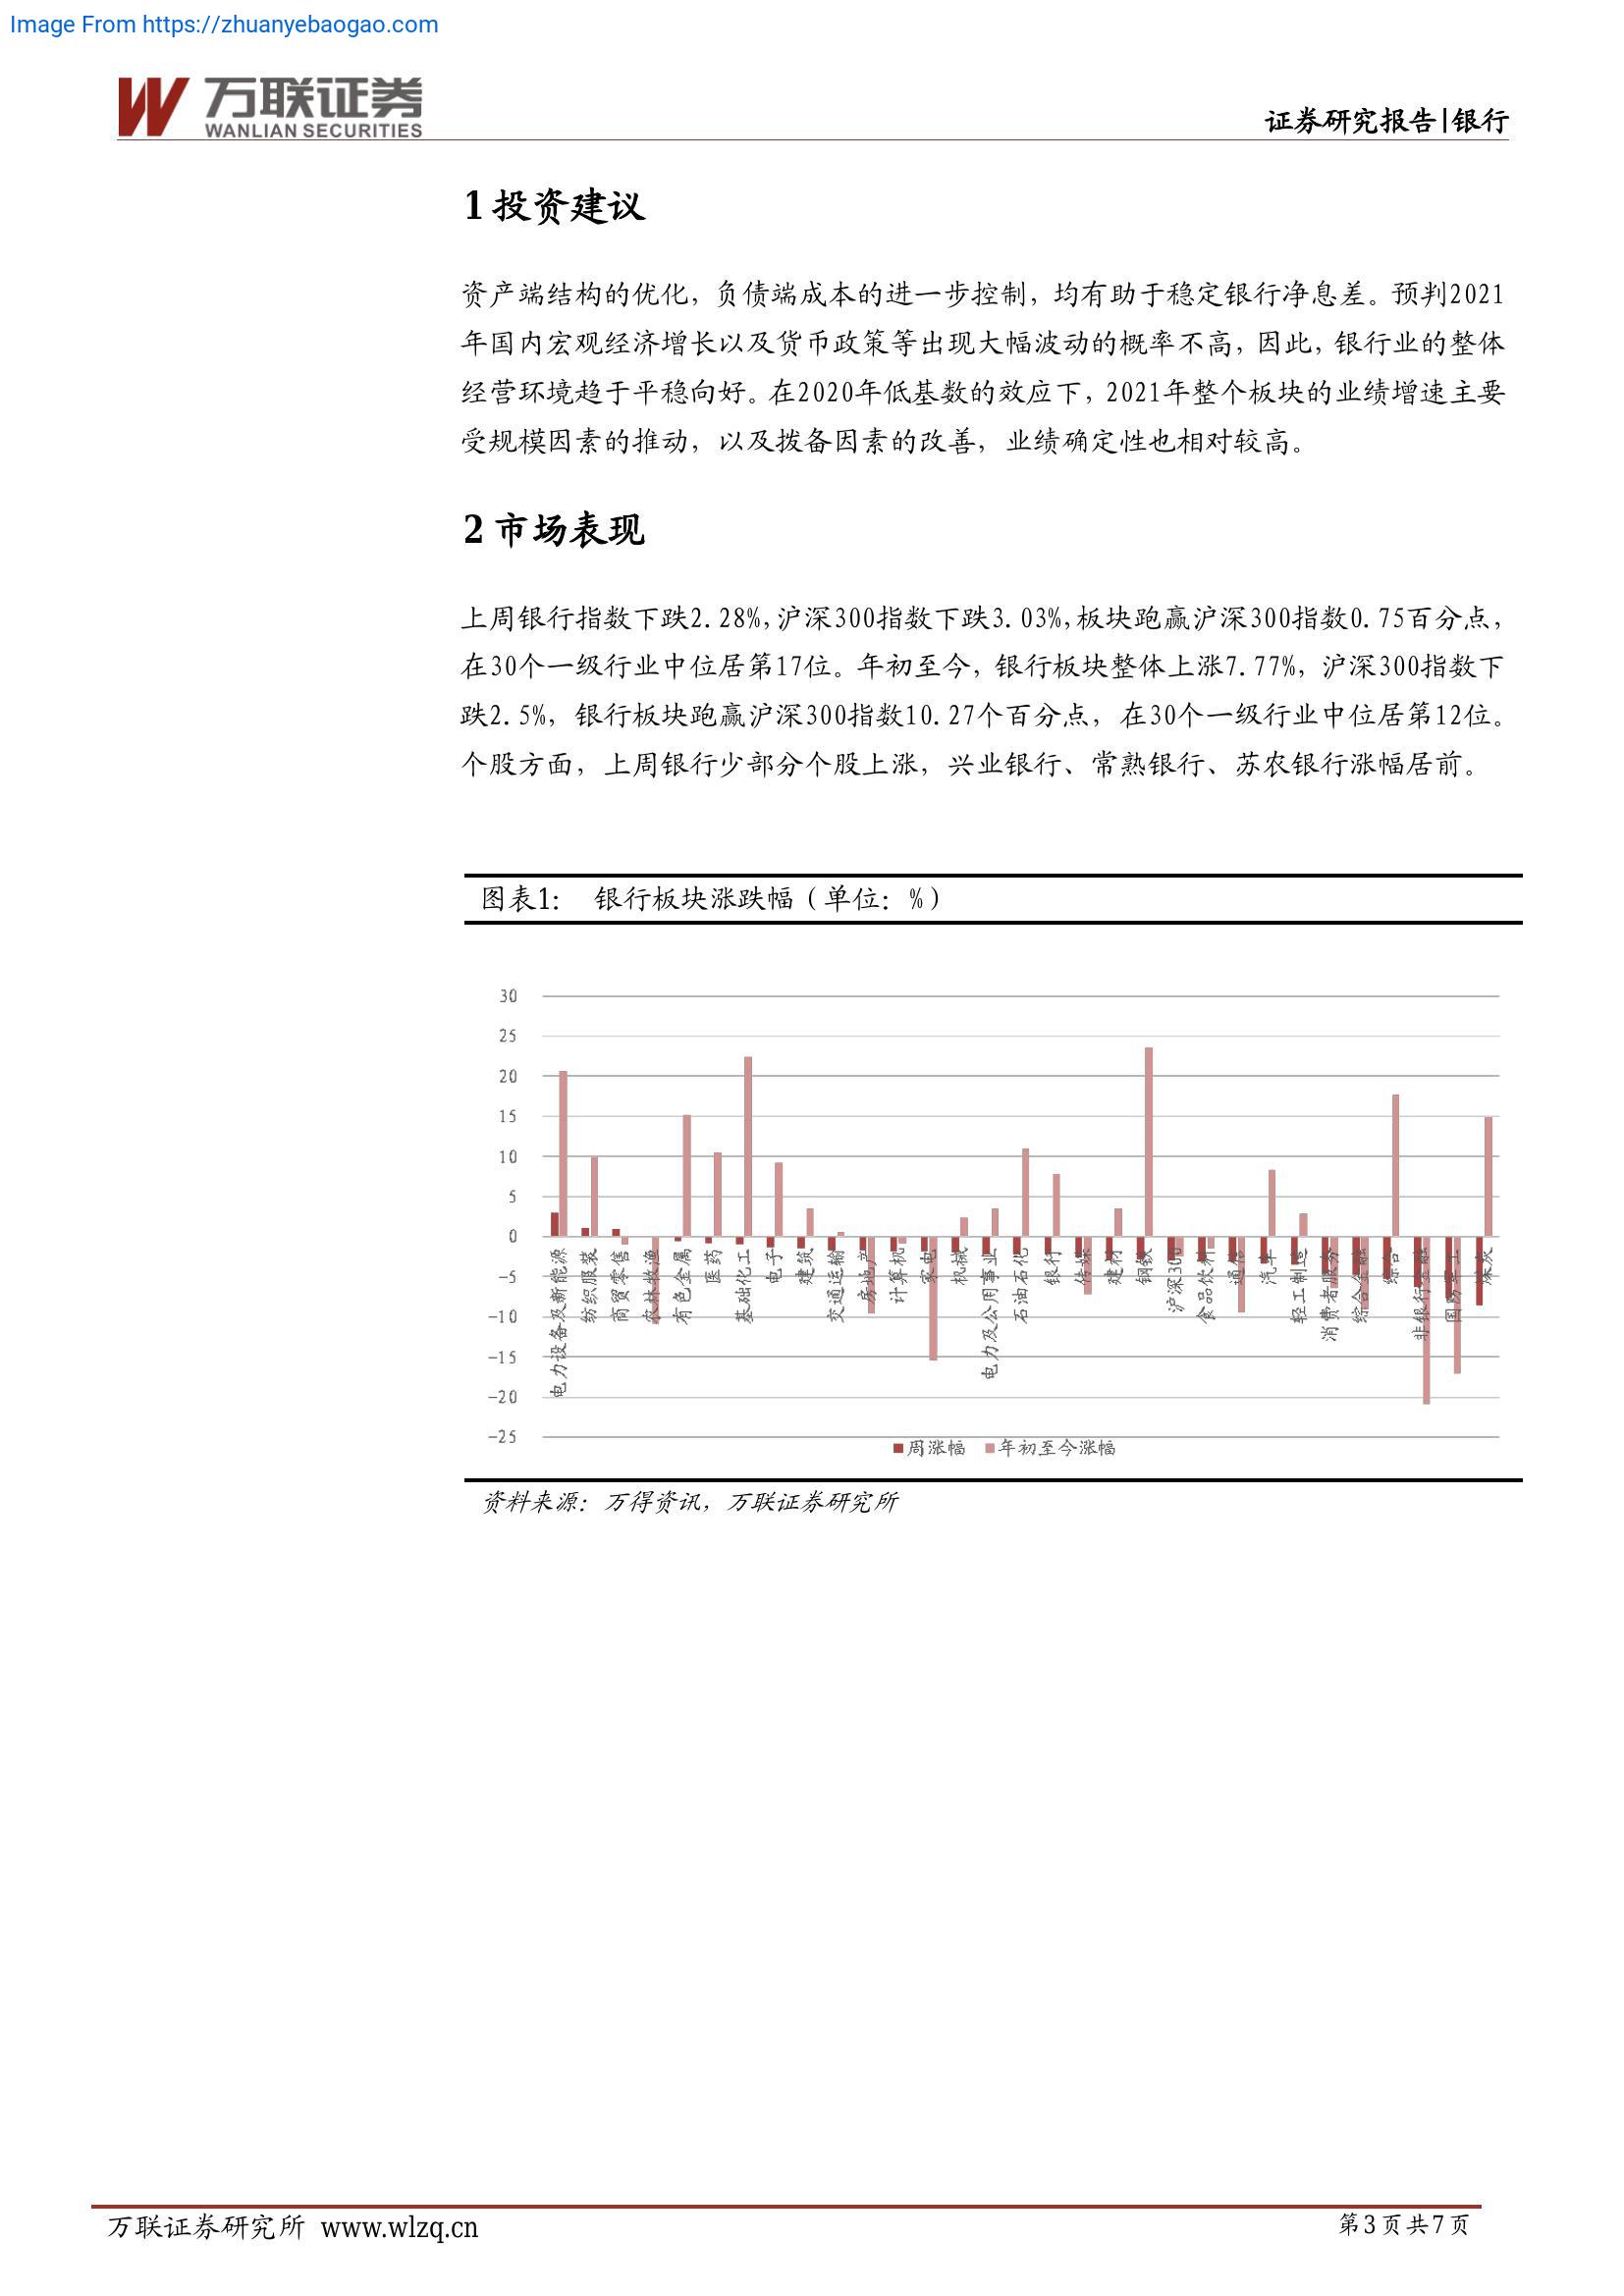 Image From https://zhuanyebaogao.com
万联证券
WANLIAN SECURITIES
证券研究报告|银行
1 投资建议
资产端结构的优化，负债端成本的进一步控制，均有助于稳定银行净息差。预判2021
年国内宏观经济增长以及货币政策等出现大幅波动的概率不高，因此，银行业的整体
经营环境趋于平稳向好。在2020年低基数的效应下，2021年整个板块的业绩增速主要
受规模因素的推动，以及拨备因素的改善，业绩确定性也相对较高。
2 市场表现
上周银行指数下跌2.28%,沪深300指数下跌3.03%,板块跑赢沪深300指数0.75百分点，
在30个一级行业中位居第17位。年初至今，银行板块整体上涨7.77%，沪深300指数下
跌2.5%，银行板块跑赢沪深300指数10.27个百分点，在30个一级行业中位居第12位。
个股方面，上周银行少部分个股上涨，兴业银行、常熟银行、苏农银行涨幅居前。
图表1： 银行板块涨跌幅（单位：%）
30
25
20
15
10
5
0
-5
-10
-15
-20
-25
电力设备及新能源
纺织服装
商贸零售
农林牧渔
有色金属
医药
基础化工
电子
建筑
交通运输
房地产
计算机
家电
机械
电力及公用事业
石油石化
银行
传媒
建材
钢铁
沪深300
食品饮料
通信
汽车
轻工制造
消费者服务
综合金融
综合
非银行金融
国防军工
煤炭
周涨幅 年初至今涨幅
资料来源：万得资讯，万联证券研究所
万联证券研究所 www.wlzq.cn
第3页共7页